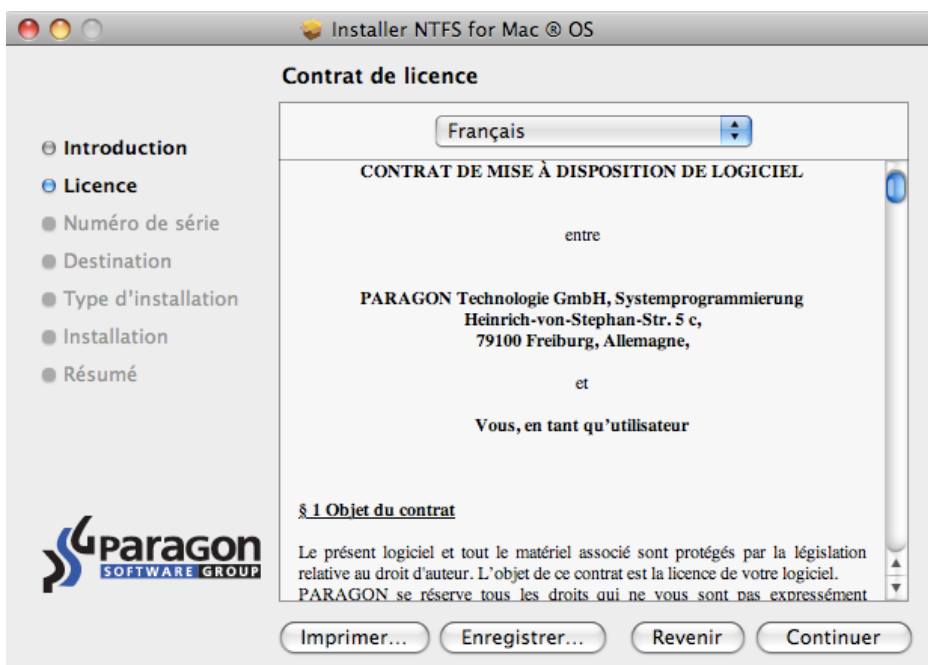 Installer NTFS for Mac ® OS
Contrat de licence
Introduction
Licence
Numéro de série
Destination
Type d’installation
Installation
Résumé
Français
CONTRAT DE MISE À DISPOSITION DE LOGICIEL
entre
PARAGON Technologie GmbH, Systemprogrammierung
Heinrich-von-Stephan-Str. 5 c,
79100 Freiburg, Allemagne,
et
Vous, en tant qu’utilisateur
§ 1 Objet du contrat
Le présent logiciel et tout le matériel associé sont protégés par la législation
relative au droit d'auteur. L’objet de ce contrat est la licence de votre logiciel.
PARAGON se réserve tous les droits qui ne vous sont pas expressément
Paragon
SOFTWARE GROUP
Imprimer... Enregistrer... Revenir Continuer